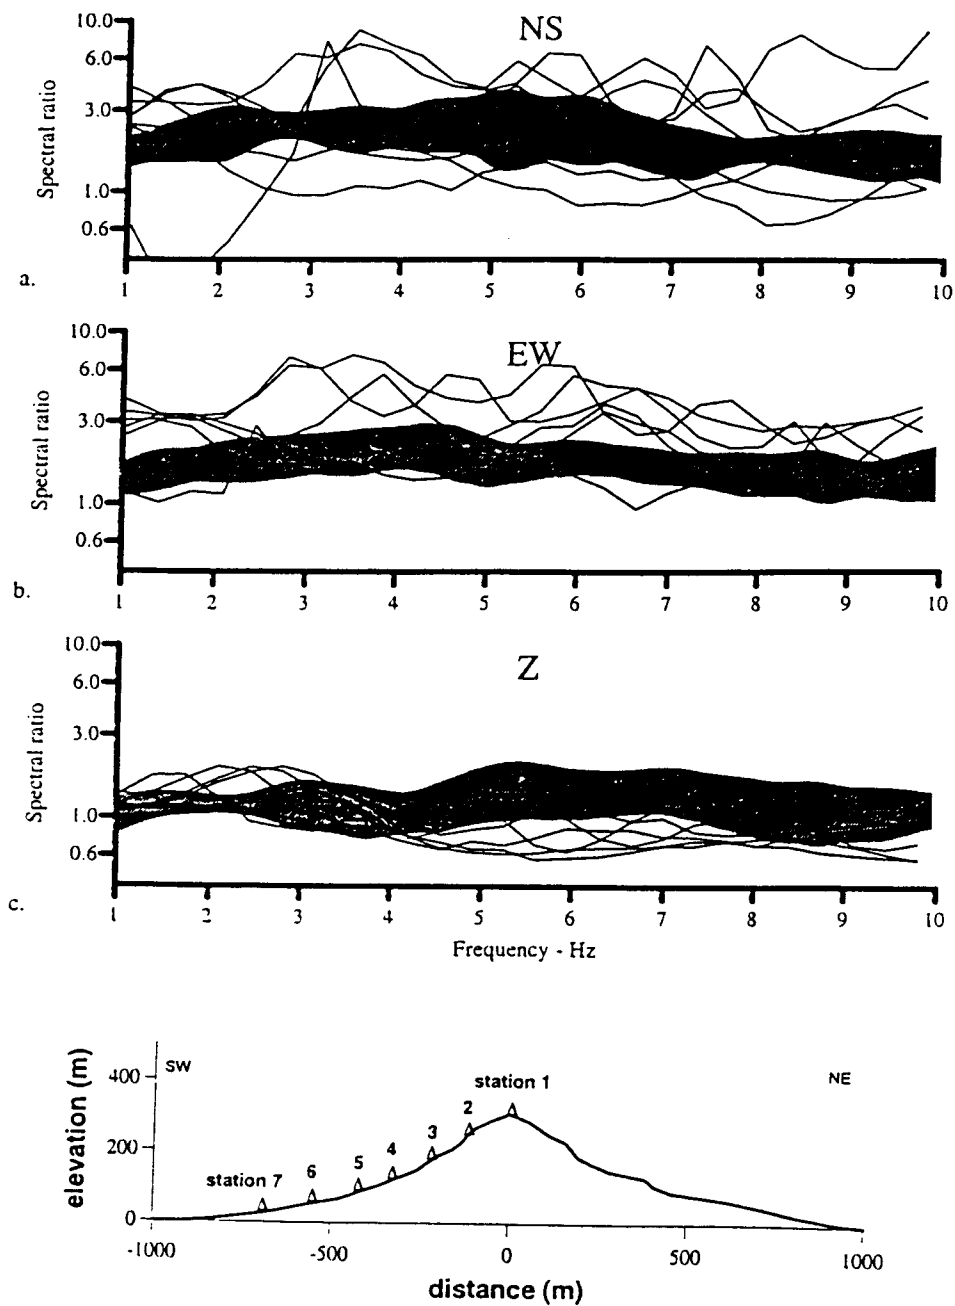 NS
10.0
6.0
3.0
1.0
0.6
Spectral ratio
a.
1 2 3 4 5 6 7 8 9 10
EW
10.0
6.0
3.0
1.0
0.6
Spectral ratio
b.
1 2 3 4 5 6 7 8 9 10
Z
10.0
6.0
3.0
1.0
0.6
Spectral ratio
c.
1 2 3 4 5 6 7 8 9 10
Frequency - Hz
SW
NE
400
200
0
elevation (m)
station 1
2
3
4
5
6
station 7
-1000 -500 0 500 1000
distance (m)